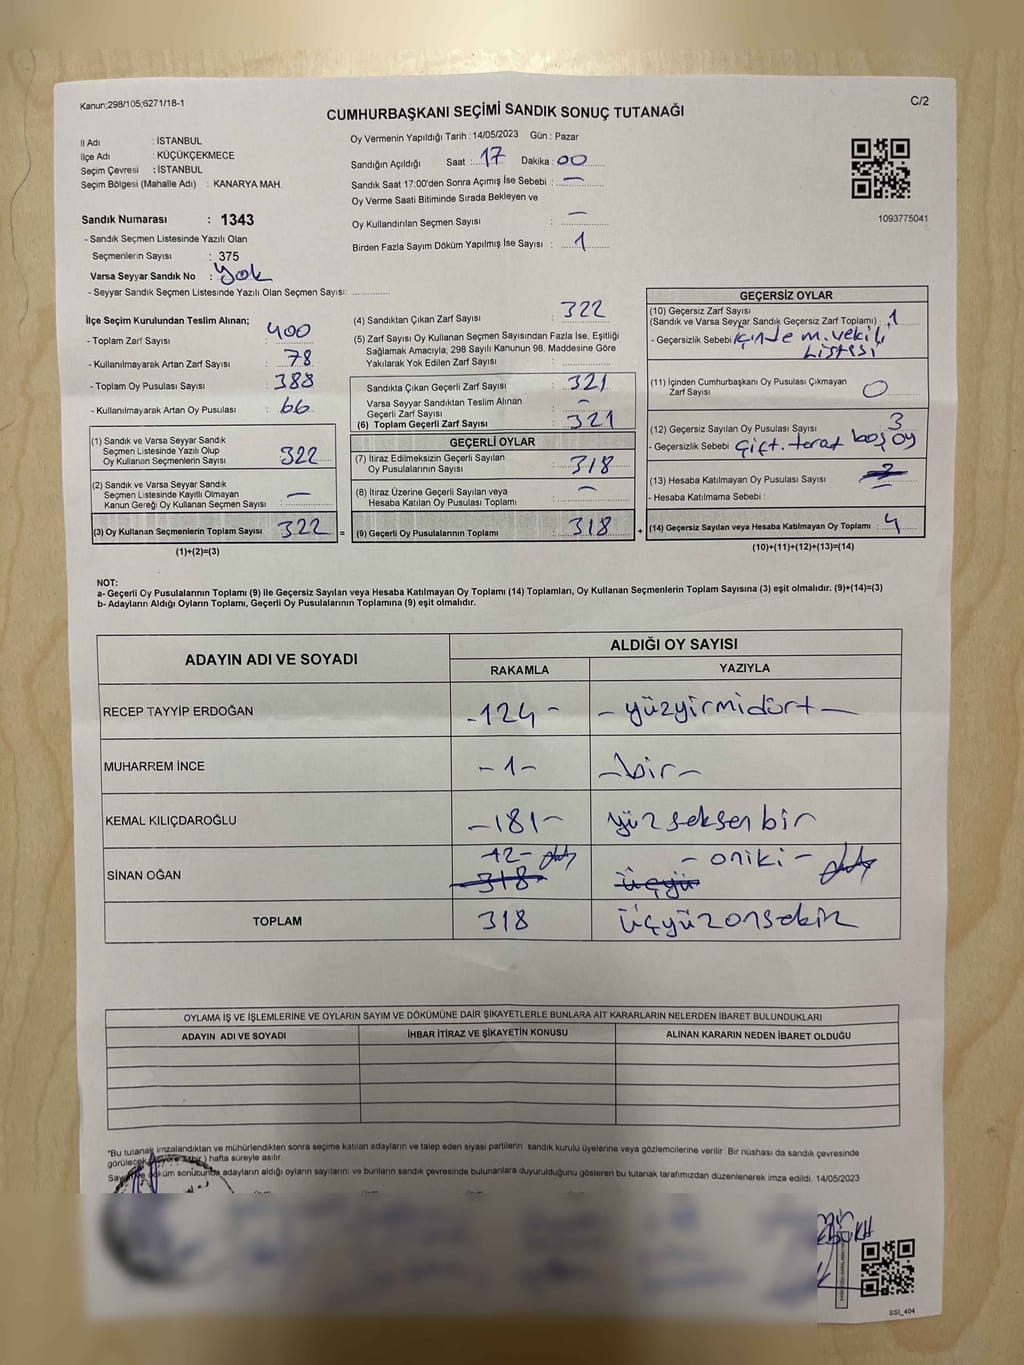 Kanun;298/105;6271/18-1
C/2
CUMHURBAŞKANI SEÇİMİ SANDIK SONUÇ TUTANAĞI
İl Adı : İSTANBUL
İlçe Adı : KÜÇÜKÇEKMECE
Seçim Çevresi : İSTANBUL
Seçim Bölgesi (Mahalle Adı) : KANARYA MAH.
Sandık Numarası : 1343
- Sandık Seçmen Listesinde Yazılı Olan
Seçmenlerin Sayısı : 375
Varsa Seyyar Sandık No : Yok
- Seyyar Sandık Seçmen Listesinde Yazılı Olan Seçmen Sayısı: ..............
Oy Vermenin Yapıldığı Tarih :14/05/2023 Gün : Pazar
Sandığın Açıldığı Saat : 17 Dakika : 00
Sandık Saat 17:00'den Sonra Açımış İse Sebebi : —
Oy Verme Saati Bitiminde Sırada Bekleyen ve
Oy Kullandırılan Seçmen Sayısı : —
Birden Fazla Sayım Döküm Yapılmış İse Sayısı : 1
1093775041
İlçe Seçim Kurulundan Teslim Alınan;
- Toplam Zarf Sayısı : 400
- Kullanılmayarak Artan Zarf Sayısı : 78
- Toplam Oy Pusulası Sayısı : 388
- Kullanılmayarak Artan Oy Pusulası : 66
(1) Sandık ve Varsa Seyyar Sandık
Seçmen Listesinde Yazılı Olup
Oy Kullanan Seçmenlerin Sayısı : 322
(2) Sandık ve Varsa Seyyar Sandık
Seçmen Listesinde Kayıtlı Olmayan
Kanun Gereği Oy Kullanan Seçmen Sayısı : —
(3) Oy Kullanan Seçmenlerin Toplam Sayısı : 322 =
(1)+(2)=(3)
(4) Sandıktan Çıkan Zarf Sayısı : 322
(5) Zarf Sayısı Oy Kullanan Seçmen Sayısından Fazla İse, Eşitliği
Sağlamak Amacıyla; 298 Sayılı Kanunun 98. Maddesine Göre
Yakılarak Yok Edilen Zarf Sayısı :
Sandıkta Çıkan Geçerli Zarf Sayısı : 321
Varsa Seyyar Sandıktan Teslim Alınan
Geçerli Zarf Sayısı : —
(6) Toplam Geçerli Zarf Sayısı : 321
GEÇERLİ OYLAR
(7) İtiraz Edilmeksizin Geçerli Sayılan
Oy Pusulalarının Sayısı : 318
(8) İtiraz Üzerine Geçerli Sayılan veya
Hesaba Katılan Oy Pusulası Toplamı : —
(9) Geçerli Oy Pusulalarının Toplamı : 318 +
GEÇERSİZ OYLAR
(10) Geçersiz Zarf Sayısı
(Sandık ve Varsa Seyyar Sandık Geçersiz Zarf Toplamı) : 1
- Geçersizlik Sebebi : içinde m.vekili
Listesi
(11) İçinden Cumhurbaşkanı Oy Pusulası Çıkmayan
Zarf Sayısı : 0
(12) Geçersiz Sayılan Oy Pusulası Sayısı : 3
- Geçersizlik Sebebi : Çift. taraf boş oy
(13) Hesaba Katılmayan Oy Pusulası Sayısı :
- Hesaba Katılmama Sebebi :
(14) Geçersiz Sayılan veya Hesaba Katılmayan Oy Toplamı : 4
(10)+(11)+(12)+(13)=(14)
NOT:
a- Geçerli Oy Pusulalarının Toplamı (9) ile Geçersiz Sayılan veya Hesaba Katılmayan Oy Toplamı (14) Toplamları, Oy Kullanan Seçmenlerin Toplam Sayısına (3) eşit olmalıdır. (9)+(14)=(3)
b- Adayların Aldığı Oyların Toplamı, Geçerli Oy Pusulalarının Toplamına (9) eşit olmalıdır.
ADAYIN ADI VE SOYADI
ALDIĞI OY SAYISI
RAKAMLA YAZIYLA
RECEP TAYYİP ERDOĞAN -124- -yüzyirmidört-
MUHARREM İNCE -1- -bir-
KEMAL KILIÇDAROĞLU -181- yüzseksenbir
SİNAN OĞAN -12- -oniki-
318 üçyü
TOPLAM 318 üçyüzonsekiz
OYLAMA İŞ VE İŞLEMLERİNE VE OYLARIN SAYIM VE DÖKÜMÜNE DAİR ŞİKAYETLERLE BUNLARA AİT KARARLARIN NELERDEN İBARET BULUNDUKLARI
ADAYIN ADI VE SOYADI İHBAR İTİRAZ VE ŞİKAYETİN KONUSU ALINAN KARARIN NEDEN İBARET OLDUĞU
*Bu tutanak imzalandıktan ve mühürlendikten sonra seçime katılan adayların ve talep eden siyasi partilerin sandık kurulu üyelerine veya gözlemcilerine verilir. Bir nüshası da sandık çevresinde
görülecek hafta süreyle asılır.
döküm sonucunda adayların aldığı oyların sayılarını ve bunların sandık çevresinde bulunanlara duyurulduğunu gösteren bu tutanak tarafımızdan düzenlenerek imza edildi. 14/05/2023
SSI_404